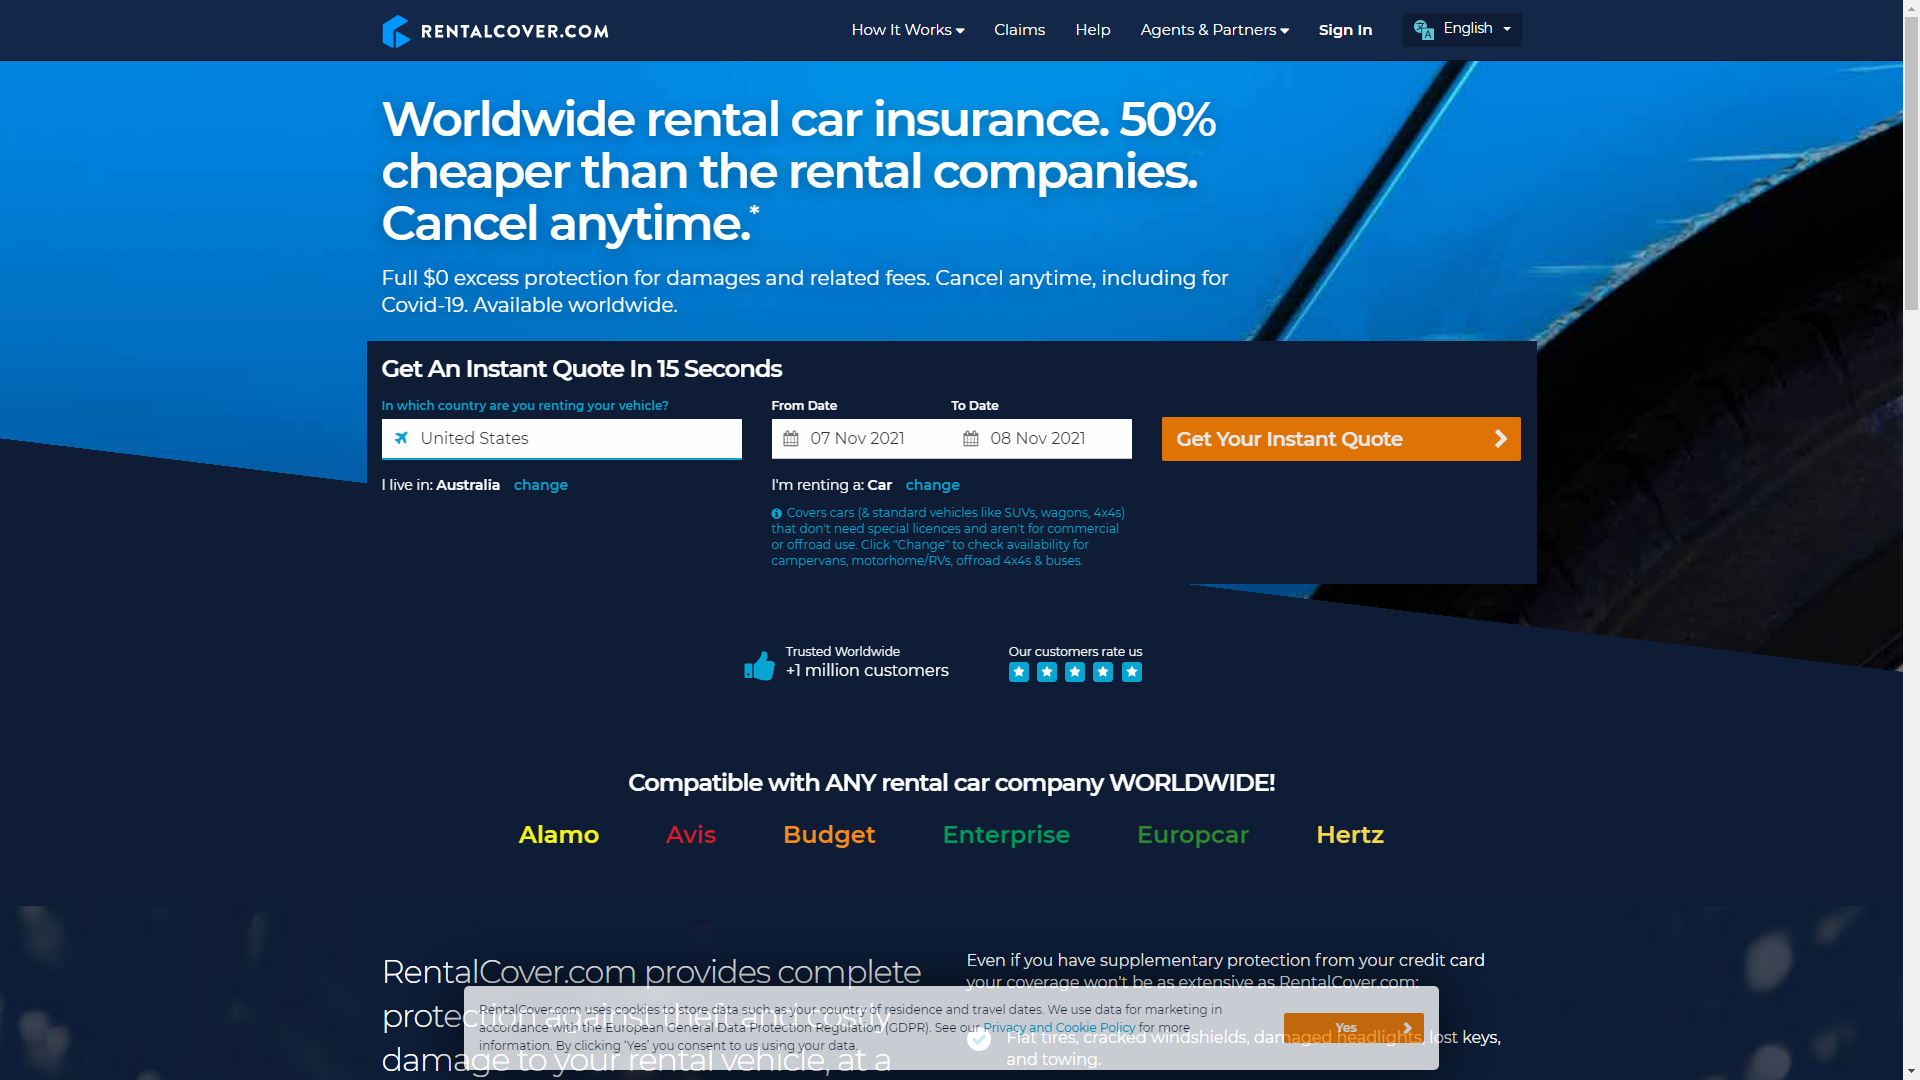 RENTALCOVER.COM
How It Works
Claims
Help
Agents & Partners
Sign In
English
Worldwide rental car insurance. 50%
cheaper than the rental companies.
Cancel anytime.*
Full $0 excess protection for damages and related fees. Cancel anytime, including for
Covid-19. Available worldwide.
Get An Instant Quote In 15 Seconds
In which country are you renting your vehicle?
United States
I live in: Australia change
From Date
To Date
07 Nov 2021
08 Nov 2021
I'm renting a: Car change
Covers cars (& standard vehicles like SUVs, wagons, 4x4s)
that don't need special licences and aren't for commercial
or offroad use. Click "Change" to check availability for
campervans, motorhome/RVs, offroad 4x4s & buses.
Get Your Instant Quote
Trusted Worldwide
+1 million customers
Our customers rate us
Compatible with ANY rental car company WORLDWIDE!
Alamo
Avis
Budget
Enterprise
Europcar
Hertz
RentalCover.com provides complete
protection against theft and costly
damage to your rental vehicle, at a
Even if you have supplementary protection from your credit card
your coverage won't be as extensive as RentalCover.com:
Flat tires, cracked windshields, damaged headlights, lost keys,
and towing.
RentalCover.com uses cookies to store data such as your country of residence and travel dates. We use data for marketing in
accordance with the European General Data Protection Regulation (GDPR). See our Privacy and Cookie Policy for more
information. By clicking ‘Yes’ you consent to us using your data.
Yes